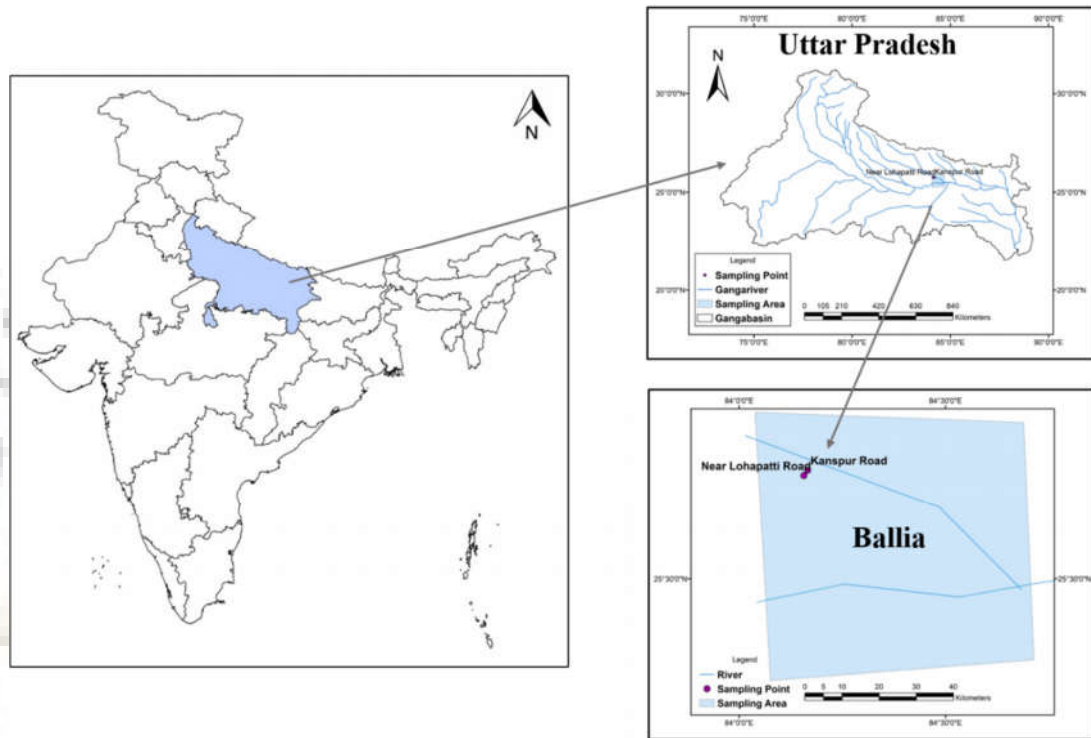 N
Uttar Pradesh
75°0'0"E 80°0'0"E 85°0'0"E 90°0'0"E
N
30°0'0"N 30°0'0"N
Near Lohapatti Road Kanspur Road
25°0'0"N 25°0'0"N
Legend
Sampling Point
Gangariver
Sampling Area
Gangabasin
20°0'0"N 20°0'0"N
0 105 210 420 630 840
Kilometers
75°0'0"E 80°0'0"E 85°0'0"E 90°0'0"E
84°0'0"E 84°30'0"E
Near Lohapatti Road Kanspur Road
Ballia
25°30'0"N 25°30'0"N
Legend
River
Sampling Point
Sampling Area
0 5 10 20 30 40
Kilometers
84°0'0"E 84°30'0"E